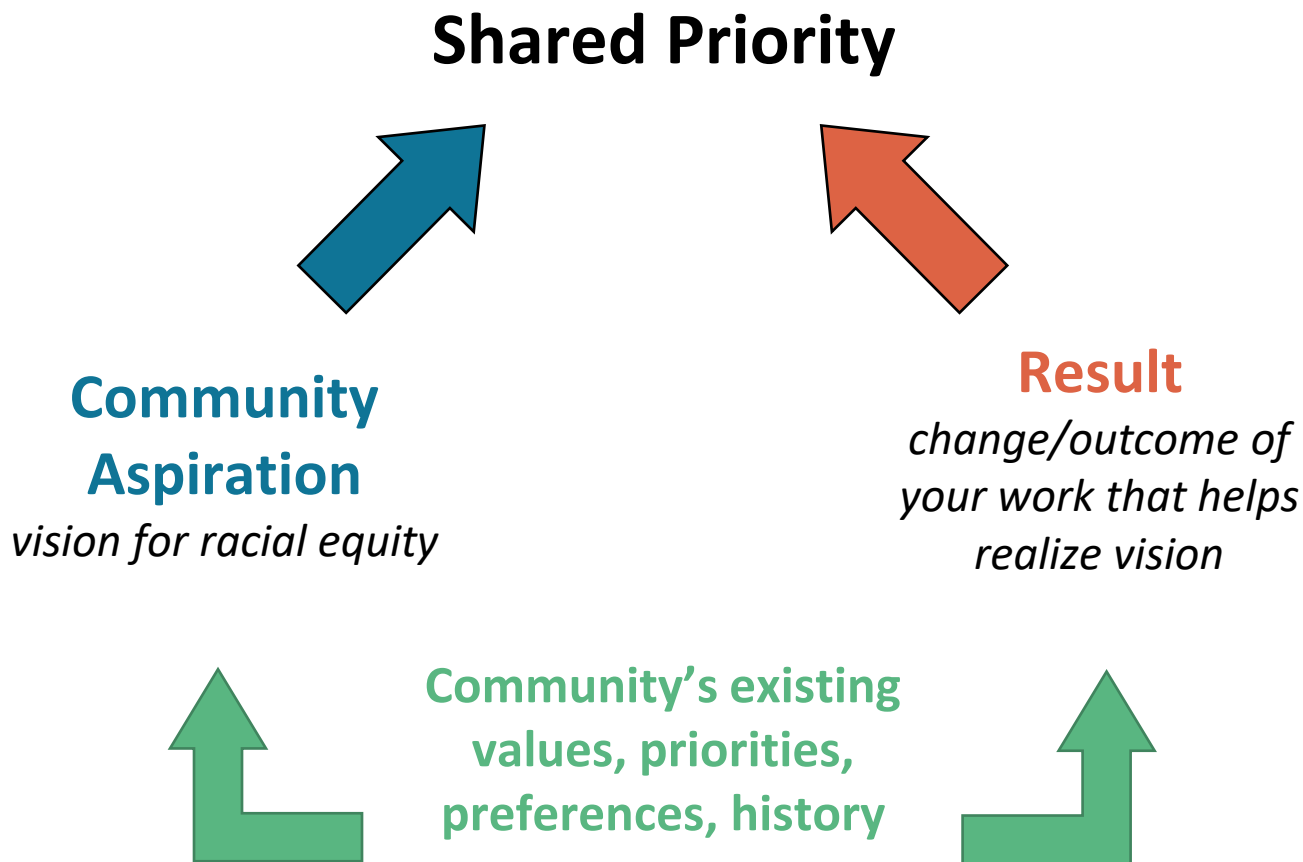 Shared Priority
Community
Aspiration
vision for racial equity
Result
change/outcome of
your work that helps
realize vision
Community’s existing
values, priorities,
preferences, history